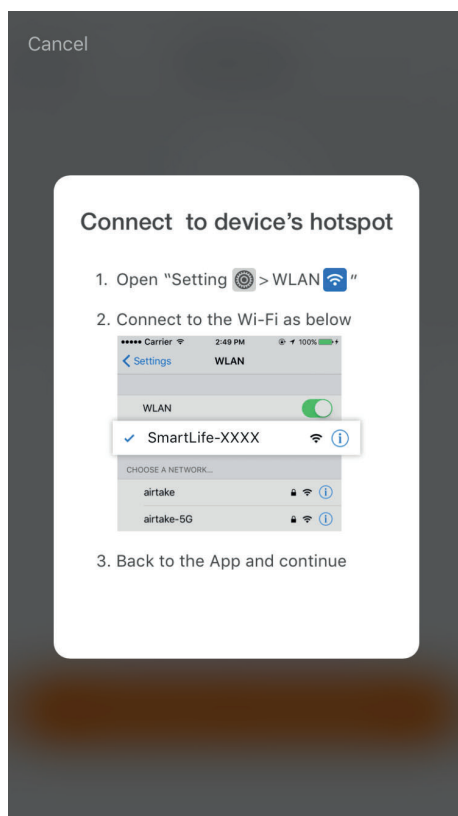 Cancel
Connect to device's hotspot
1. Open "Setting > WLAN "
2. Connect to the Wi-Fi as below
Carrier 2:49 PM 100%
Settings WLAN
WLAN
SmartLife-XXXX
CHOOSE A NETWORK...
airtake
airtake-5G
3. Back to the App and continue